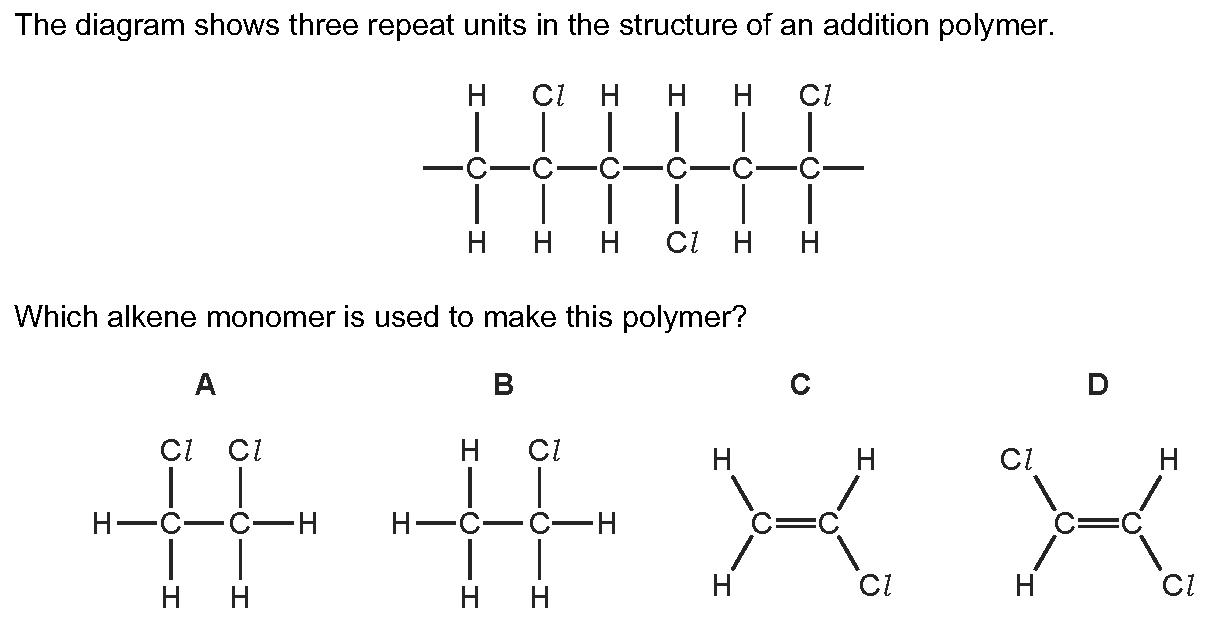 The diagram shows three repeat units in the structure of an addition polymer.
H Cl H H H Cl
C C C C C C
H H H Cl H H
Which alkene monomer is used to make this polymer?
A B C D
Cl Cl H Cl H H Cl H
H C C H H C C H C C C C
H H H H H Cl H Cl